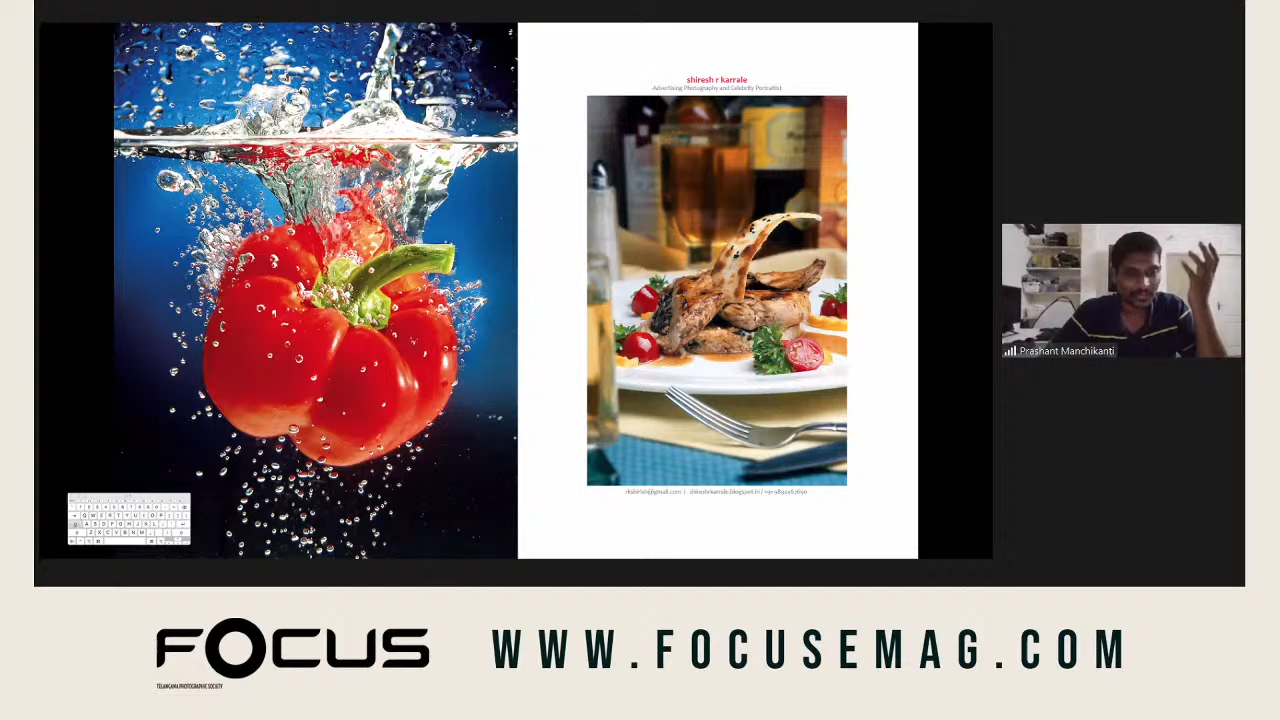 shiresh r karrale
Advertising Photography and Celebrity Portraitist
Prashant Manchikanti
Q W E R T Y U I O P
A S D F G H J K L
Z X C V B N M
FOCUS
TELANGANA PHOTOGRAPHIC SOCIETY
WWW.FOCUSEMAG.COM